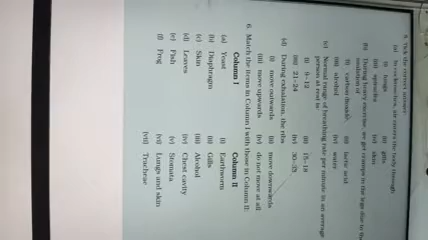 5. Tick the correct answer:
(a) In cockroaches, air enters the body through
(i) lungs (ii) gills
(iii) spiracles (iv) skin
(b) During heavy exercise, we get cramps in the legs due to the
(i) carbon dioxide (ii) lactic acid
(iii) alcohol (iv) water
(c) Normal range of breathing rate per minute in an average
person at rest is:
(i) 9–12 (ii) 15–18
(iii) 21–24 (iv) 30–33
(d) During exhalation, the ribs
(i) move outwards (ii) move downwards
(iii) move upwards (iv) do not move at all
6. Match the items in Column I with those in Column II:
Column I Column II
(a) Yeast (i) Earthworm
(b) Diaphragm (ii) Gills
(c) Skin (iii) Alcohol
(d) Leaves (iv) Chest cavity
(e) Fish (v) Stomata
(f) Frog (vi) Lungs and skin
(vii) Tracheae